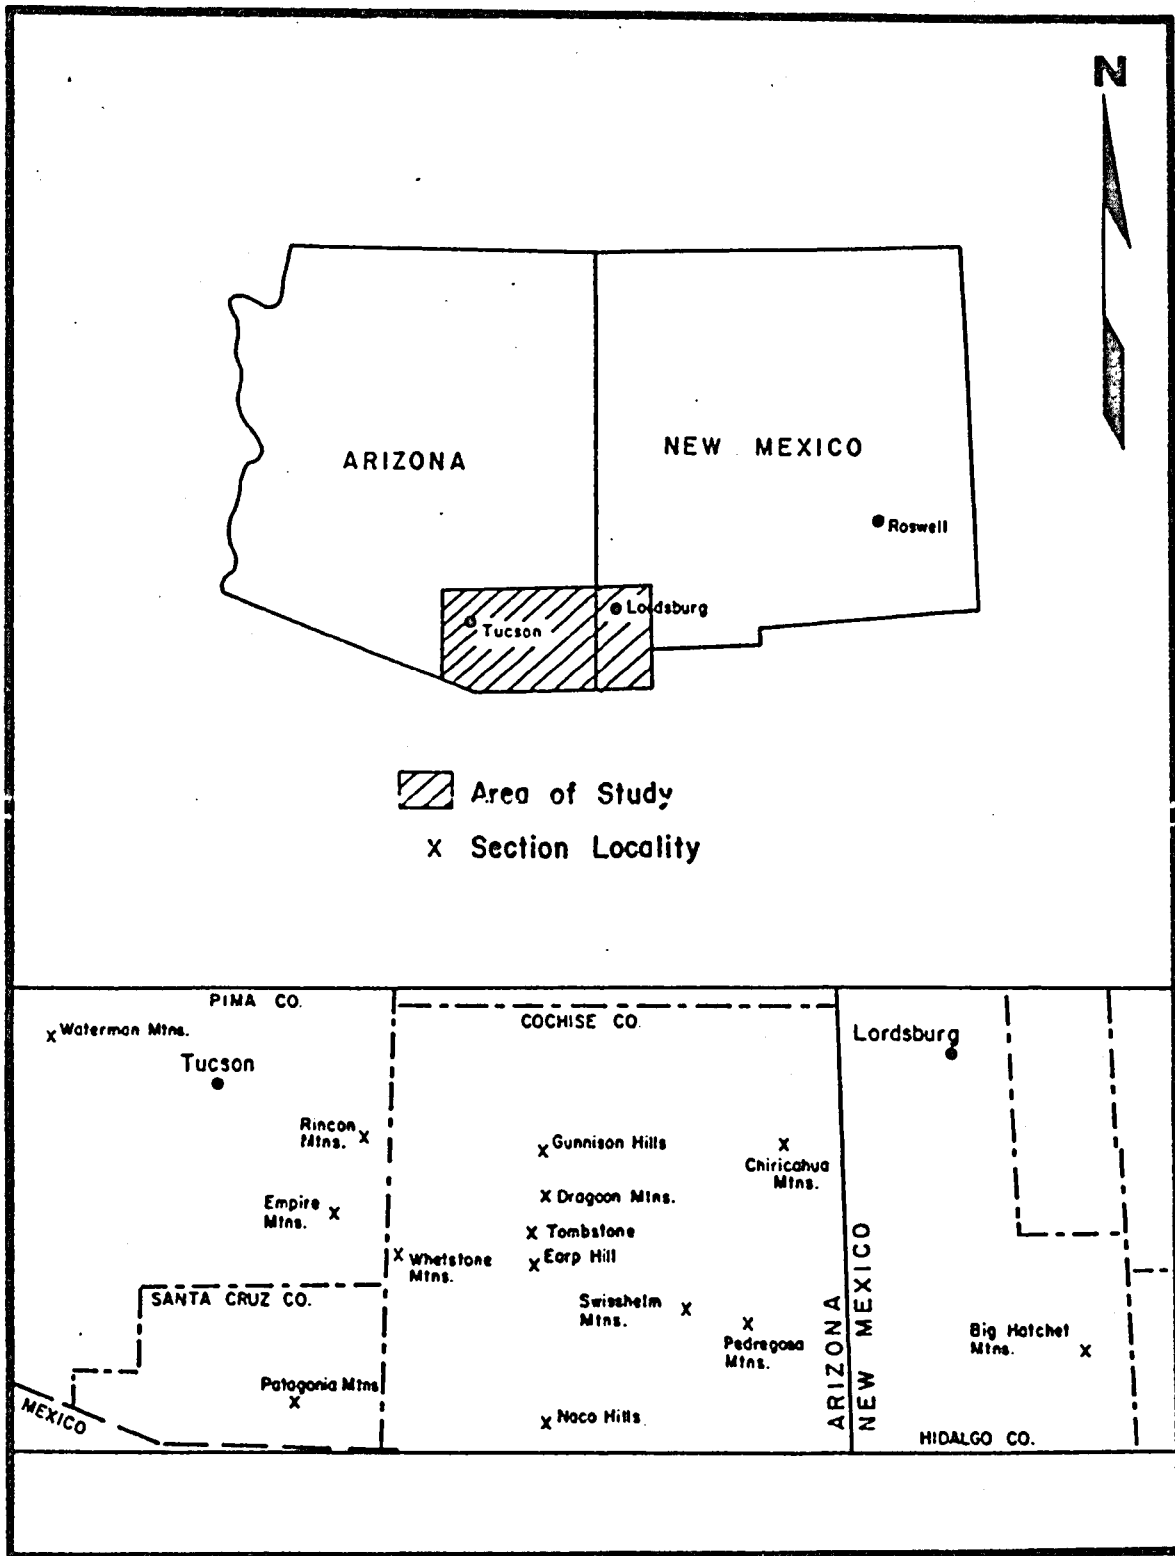 N
ARIZONA
NEW MEXICO
Roswell
Lordsburg
Tucson
Area of Study
x Section Locality
PIMA CO.
COCHISE CO.
x Waterman Mtns.
Lordsburg
Tucson
Rincon
Mtns. x
x Gunnison Hills
x
Chiricahua
Mtns.
Empire
Mtns. x
x Dragoon Mtns.
x Tombstone
x Earp Hill
x Whetstone
Mtns.
SANTA CRUZ CO.
Swisshelm
Mtns. x
x
Pedregosa
Mtns.
ARIZONA
NEW MEXICO
Big Hatchet
Mtns. x
Patagonia Mtns
x
MEXICO
x Naco Hills
HIDALGO CO.